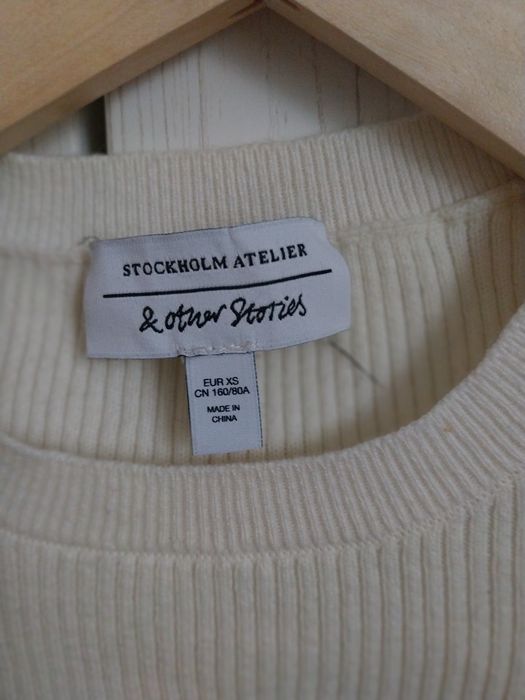 STOCKHOLM ATELIER
& other Stories
EUR XS
CN 160/80A
MADE IN
CHINA